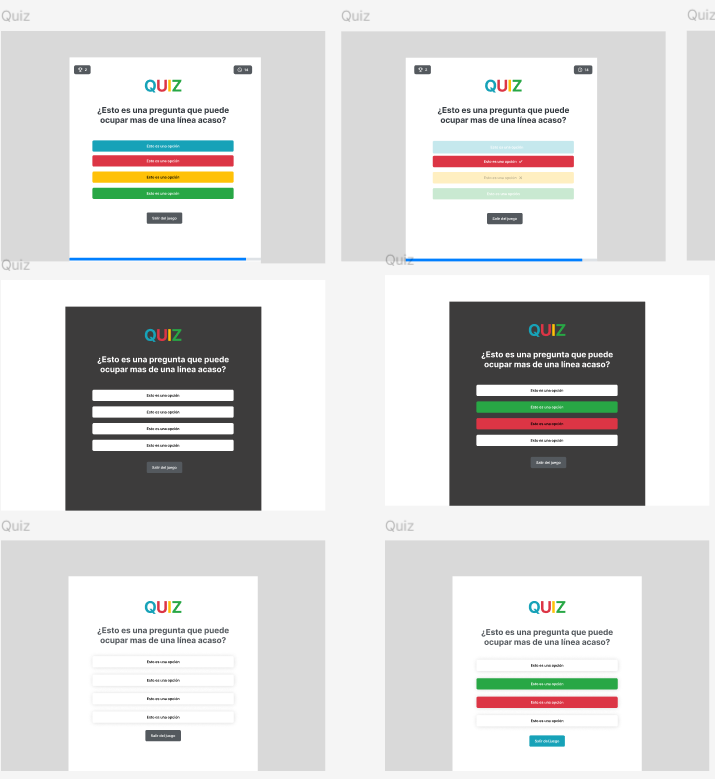 Quiz
Quiz
Quiz
2
14
QUIZ
¿Esto es una pregunta que puede
ocupar mas de una línea acaso?
Esto es una opción
Esto es una opción
Esto es una opción
Esto es una opción
Salir del juego
3
14
QUIZ
¿Esto es una pregunta que puede
ocupar mas de una línea acaso?
Esto es una opción
Esto es una opción
Esto es una opción
Esto es una opción
Salir del juego
Quiz
Quiz
QUIZ
¿Esto es una pregunta que puede
ocupar mas de una línea acaso?
Esto es una opción
Esto es una opción
Esto es una opción
Esto es una opción
Salir del juego
QUIZ
¿Esto es una pregunta que puede
ocupar mas de una línea acaso?
Esto es una opción
Esto es una opción
Esto es una opción
Esto es una opción
Salir del juego
Quiz
Quiz
QUIZ
¿Esto es una pregunta que puede
ocupar mas de una línea acaso?
Esto es una opción
Esto es una opción
Esto es una opción
Esto es una opción
Salir del juego
QUIZ
¿Esto es una pregunta que puede
ocupar mas de una línea acaso?
Esto es una opción
Esto es una opción
Esto es una opción
Esto es una opción
Salir del juego